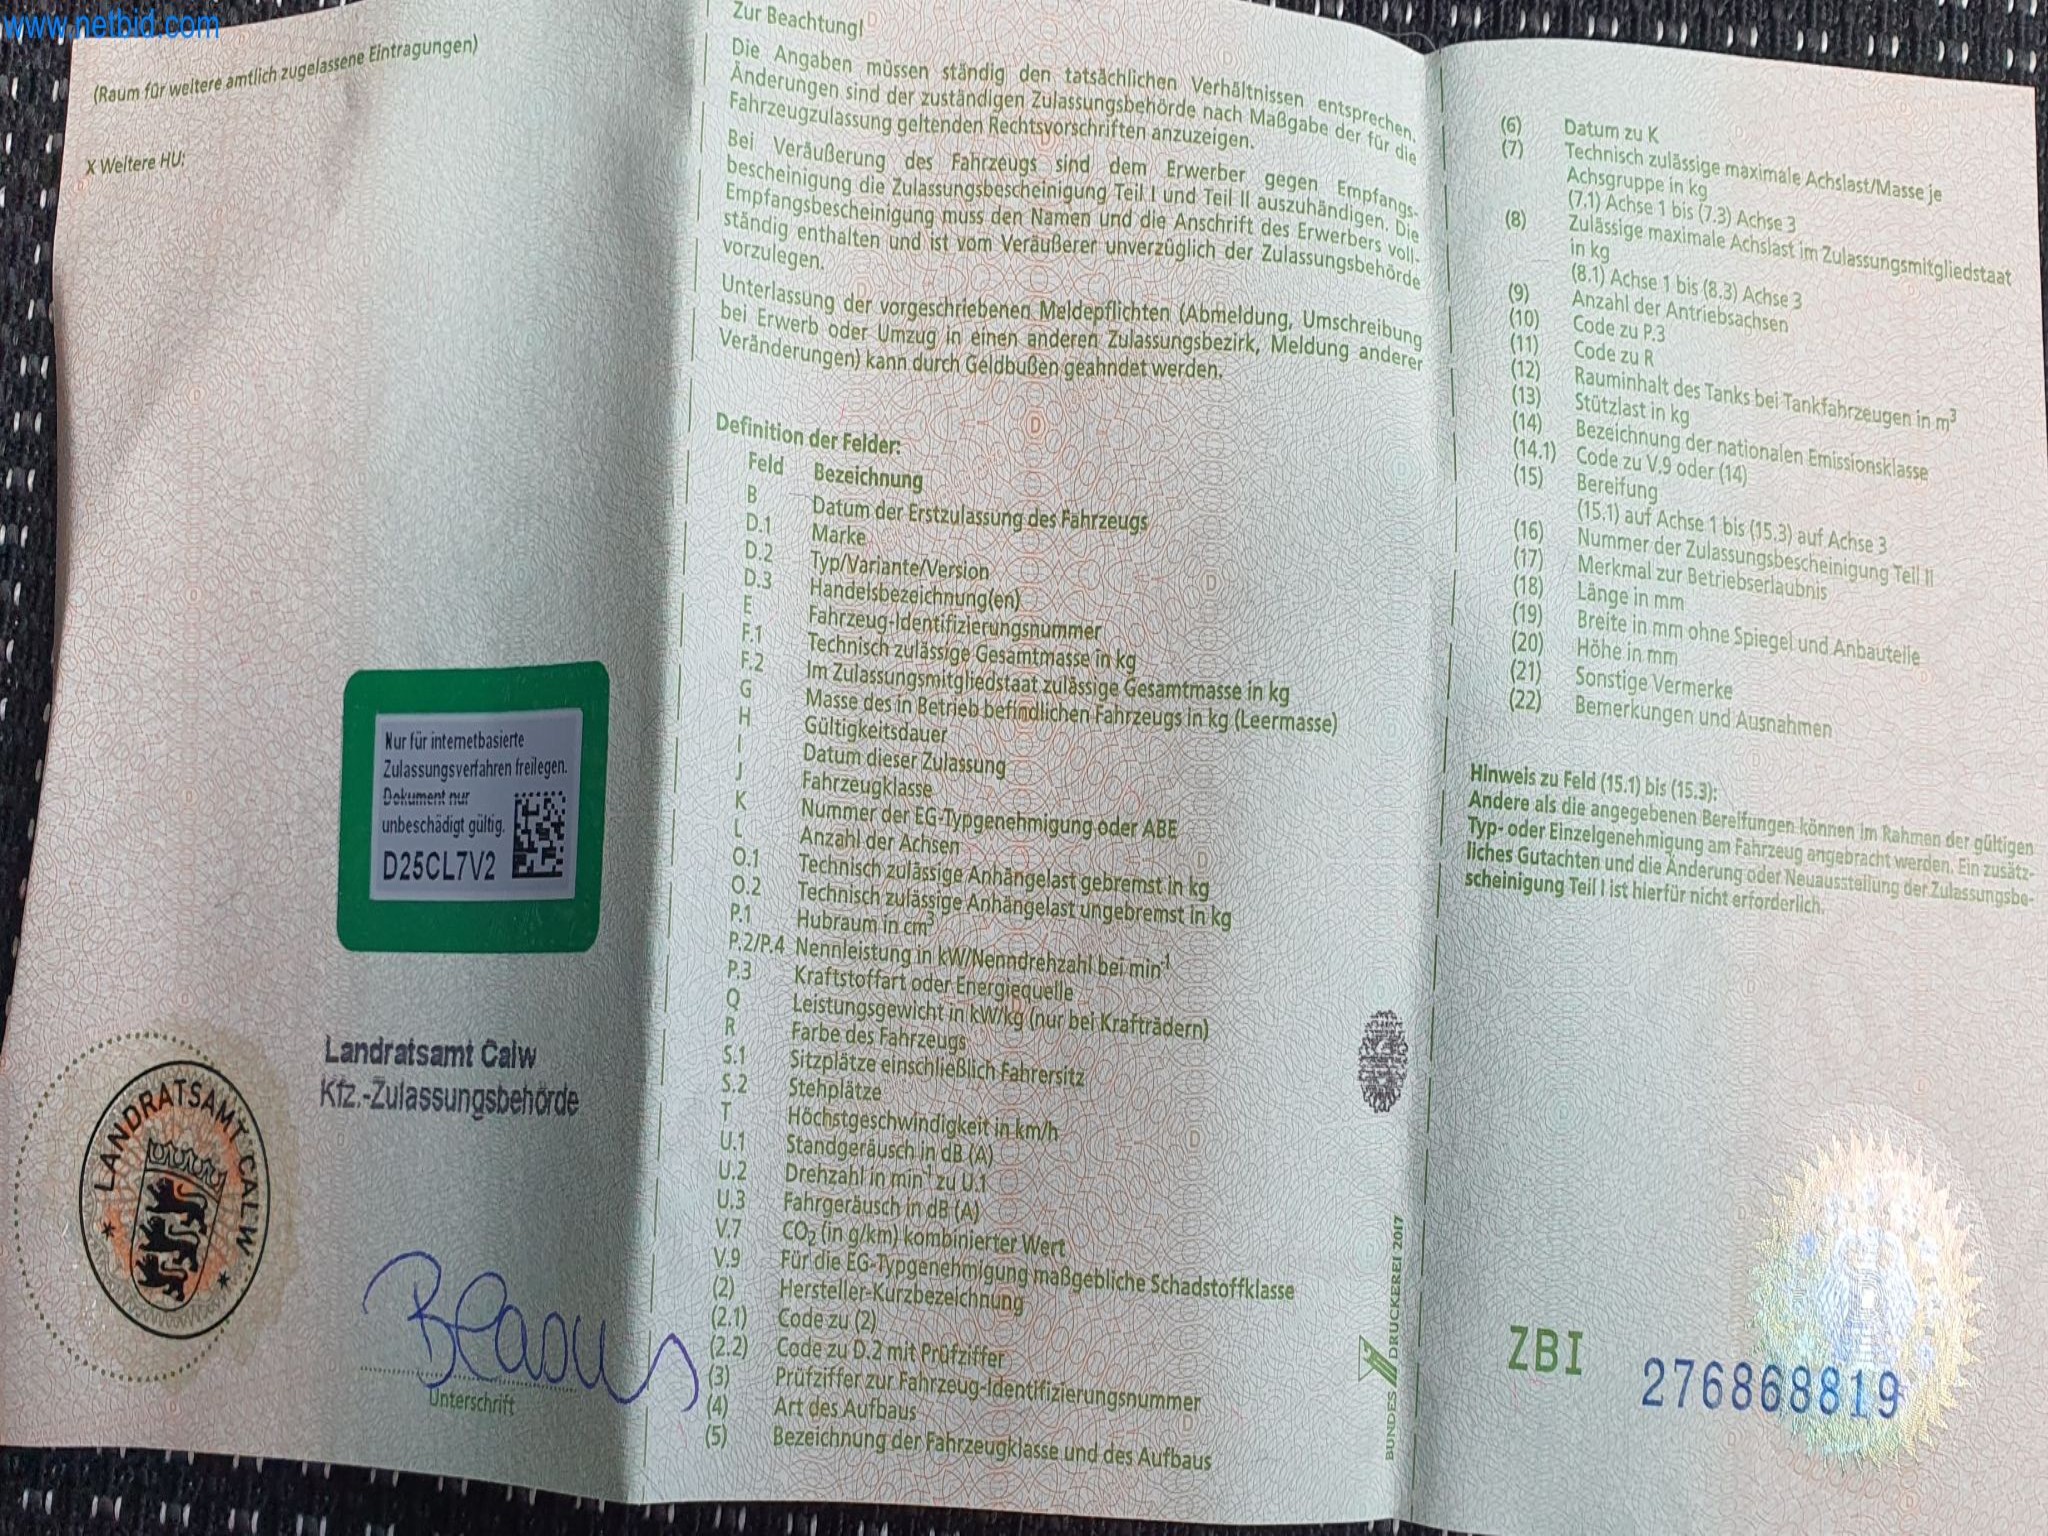 www.netbid.com
(Raum für weitere amtlich zugelassene Eintragungen)
X Weitere HU:
Nur für internetbasierte
Zulassungsverfahren freilegen.
Dokument nur
unbeschädigt gültig.
D25CL7V2
Landratsamt Calw
Kfz.-Zulassungsbehörde
LANDRATSAMT CALW
Unterschrift
Zur Beachtung!
Die Angaben müssen ständig den tatsächlichen Verhältnissen entsprechen.
Änderungen sind der zuständigen Zulassungsbehörde nach Maßgabe der für die
Fahrzeugzulassung geltenden Rechtsvorschriften anzuzeigen.
Bei Veräußerung des Fahrzeugs sind dem Erwerber gegen Empfangs-
bescheinigung die Zulassungsbescheinigung Teil I und Teil II auszuhändigen. Die
Empfangsbescheinigung muss den Namen und die Anschrift des Erwerbers voll-
ständig enthalten und ist vom Veräußerer unverzüglich der Zulassungsbehörde
vorzulegen.
Unterlassung der vorgeschriebenen Meldepflichten (Abmeldung, Umschreibung
bei Erwerb oder Umzug in einen anderen Zulassungsbezirk, Meldung anderer
Veränderungen) kann durch Geldbußen geahndet werden.
Definition der Felder:
Feld Bezeichnung
B Datum der Erstzulassung des Fahrzeugs
D.1 Marke
D.2 Typ/Variante/Version
D.3 Handelsbezeichnung(en)
E Fahrzeug-Identifizierungsnummer
F.1 Technisch zulässige Gesamtmasse in kg
F.2 Im Zulassungsmitgliedstaat zulässige Gesamtmasse in kg
G Masse des in Betrieb befindlichen Fahrzeugs in kg (Leermasse)
H Gültigkeitsdauer
I Datum dieser Zulassung
J Fahrzeugklasse
K Nummer der EG-Typgenehmigung oder ABE
L Anzahl der Achsen
O.1 Technisch zulässige Anhängelast gebremst in kg
O.2 Technisch zulässige Anhängelast ungebremst in kg
P.1 Hubraum in cm³
P.2/P.4 Nennleistung in kW/Nenndrehzahl bei min⁻¹
P.3 Kraftstoffart oder Energiequelle
Q Leistungsgewicht in kW/kg (nur bei Krafträdern)
R Farbe des Fahrzeugs
S.1 Sitzplätze einschließlich Fahrersitz
S.2 Stehplätze
T Höchstgeschwindigkeit in km/h
U.1 Standgeräusch in dB (A)
U.2 Drehzahl in min⁻¹ zu U.1
U.3 Fahrgeräusch in dB (A)
V.7 CO₂ (in g/km) kombinierter Wert
V.9 Für die EG-Typgenehmigung maßgebliche Schadstoffklasse
(2) Hersteller-Kurzbezeichnung
(2.1) Code zu (2)
(2.2) Code zu D.2 mit Prüfziffer
(3) Prüfziffer zur Fahrzeug-Identifizierungsnummer
(4) Art des Aufbaus
(5) Bezeichnung der Fahrzeugklasse und des Aufbaus
BUNDESDRUCKEREI 2017
(6) Datum zu K
(7) Technisch zulässige maximale Achslast/Masse je
Achsgruppe in kg
(7.1) Achse 1 bis (7.3) Achse 3
(8) Zulässige maximale Achslast im Zulassungsmitgliedstaat
in kg
(8.1) Achse 1 bis (8.3) Achse 3
(9) Anzahl der Antriebsachsen
(10) Code zu P.3
(11) Code zu R
(12) Rauminhalt des Tanks bei Tankfahrzeugen in m³
(13) Stützlast in kg
(14) Bezeichnung der nationalen Emissionsklasse
(14.1) Code zu V.9 oder (14)
(15) Bereifung
(15.1) auf Achse 1 bis (15.3) auf Achse 3
(16) Nummer der Zulassungsbescheinigung Teil II
(17) Merkmal zur Betriebserlaubnis
(18) Länge in mm
(19) Breite in mm ohne Spiegel und Anbauteile
(20) Höhe in mm
(21) Sonstige Vermerke
(22) Bemerkungen und Ausnahmen
Hinweis zu Feld (15.1) bis (15.3):
Andere als die angegebenen Bereifungen können im Rahmen der gültigen
Typ- oder Einzelgenehmigung am Fahrzeug angebracht werden. Ein zusätz-
liches Gutachten und die Änderung oder Neuausstellung der Zulassungsbe-
scheinigung Teil I ist hierfür nicht erforderlich.
ZBI 276868819